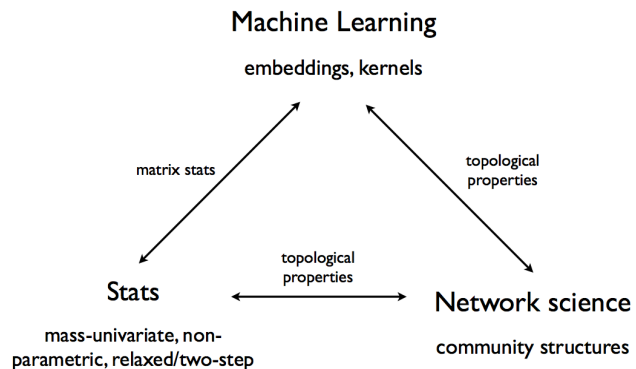 Machine Learning
embeddings, kernels
matrix stats
topological
properties
topological
properties
Stats
Network science
mass-univariate, non-
parametric, relaxed/two-step
community structures